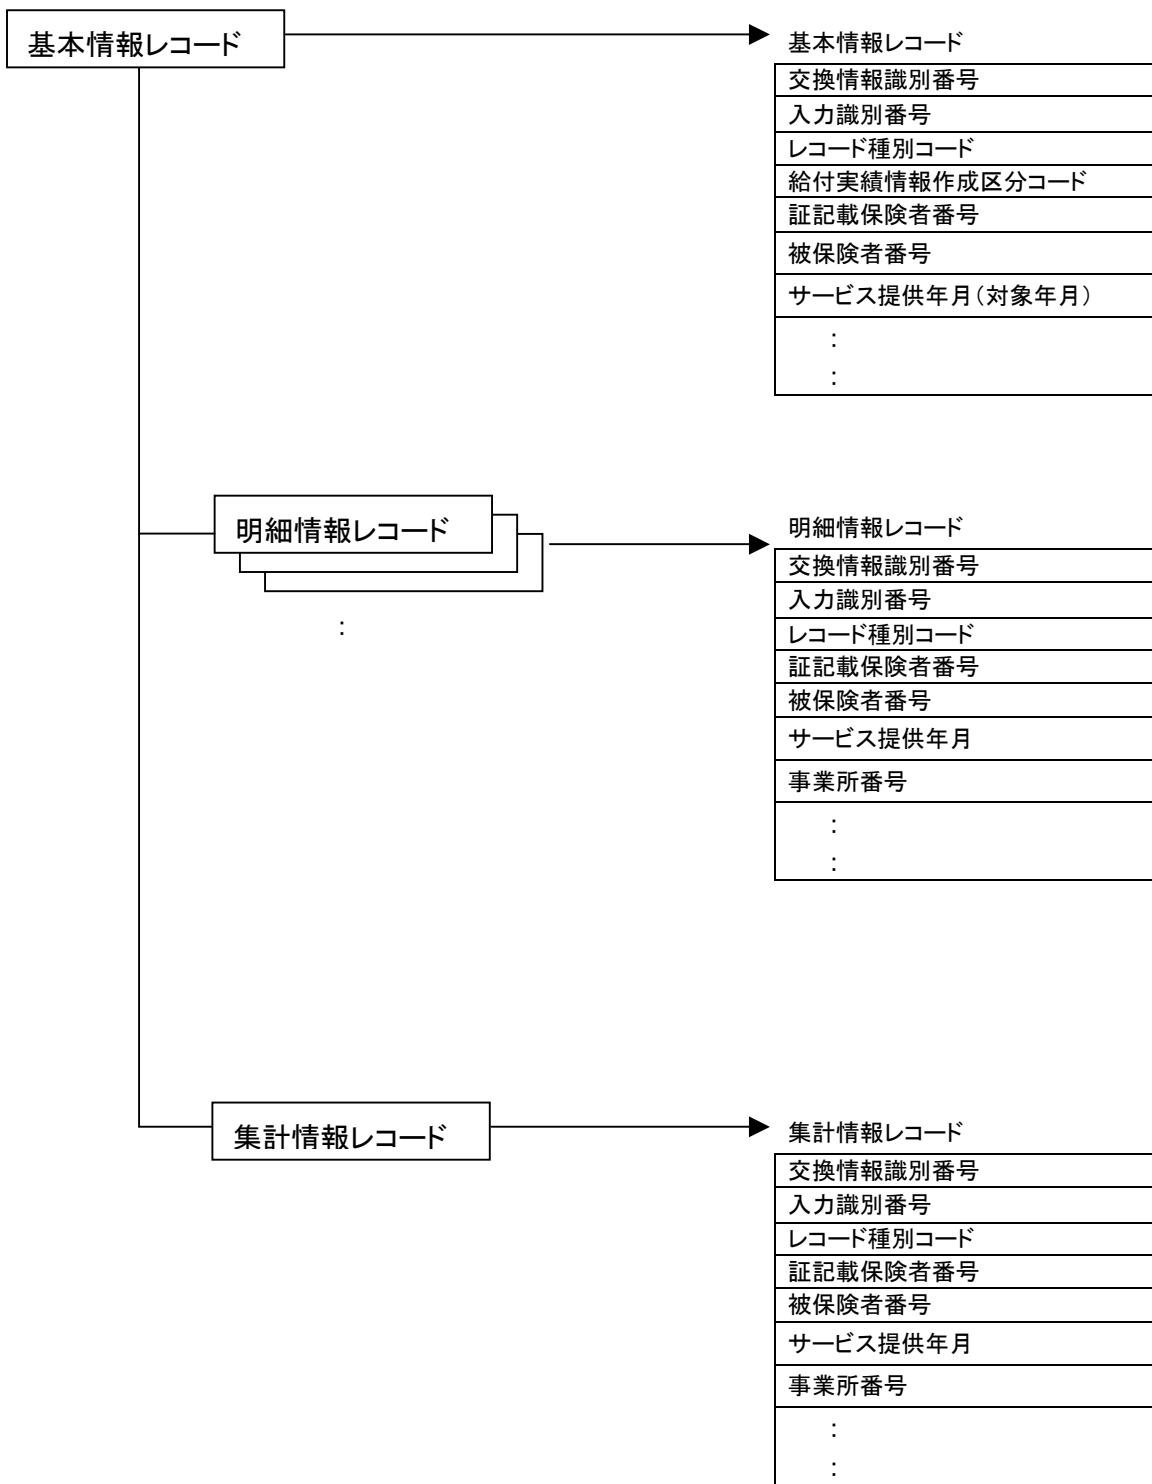 基本情報レコード
基本情報レコード
交換情報識別番号
入力識別番号
レコード種別コード
給付実績情報作成区分コード
証記載保険者番号
被保険者番号
サービス提供年月(対象年月)
:
:
明細情報レコード
:
明細情報レコード
交換情報識別番号
入力識別番号
レコード種別コード
証記載保険者番号
被保険者番号
サービス提供年月
事業所番号
:
:
集計情報レコード
集計情報レコード
交換情報識別番号
入力識別番号
レコード種別コード
証記載保険者番号
被保険者番号
サービス提供年月
事業所番号
:
: